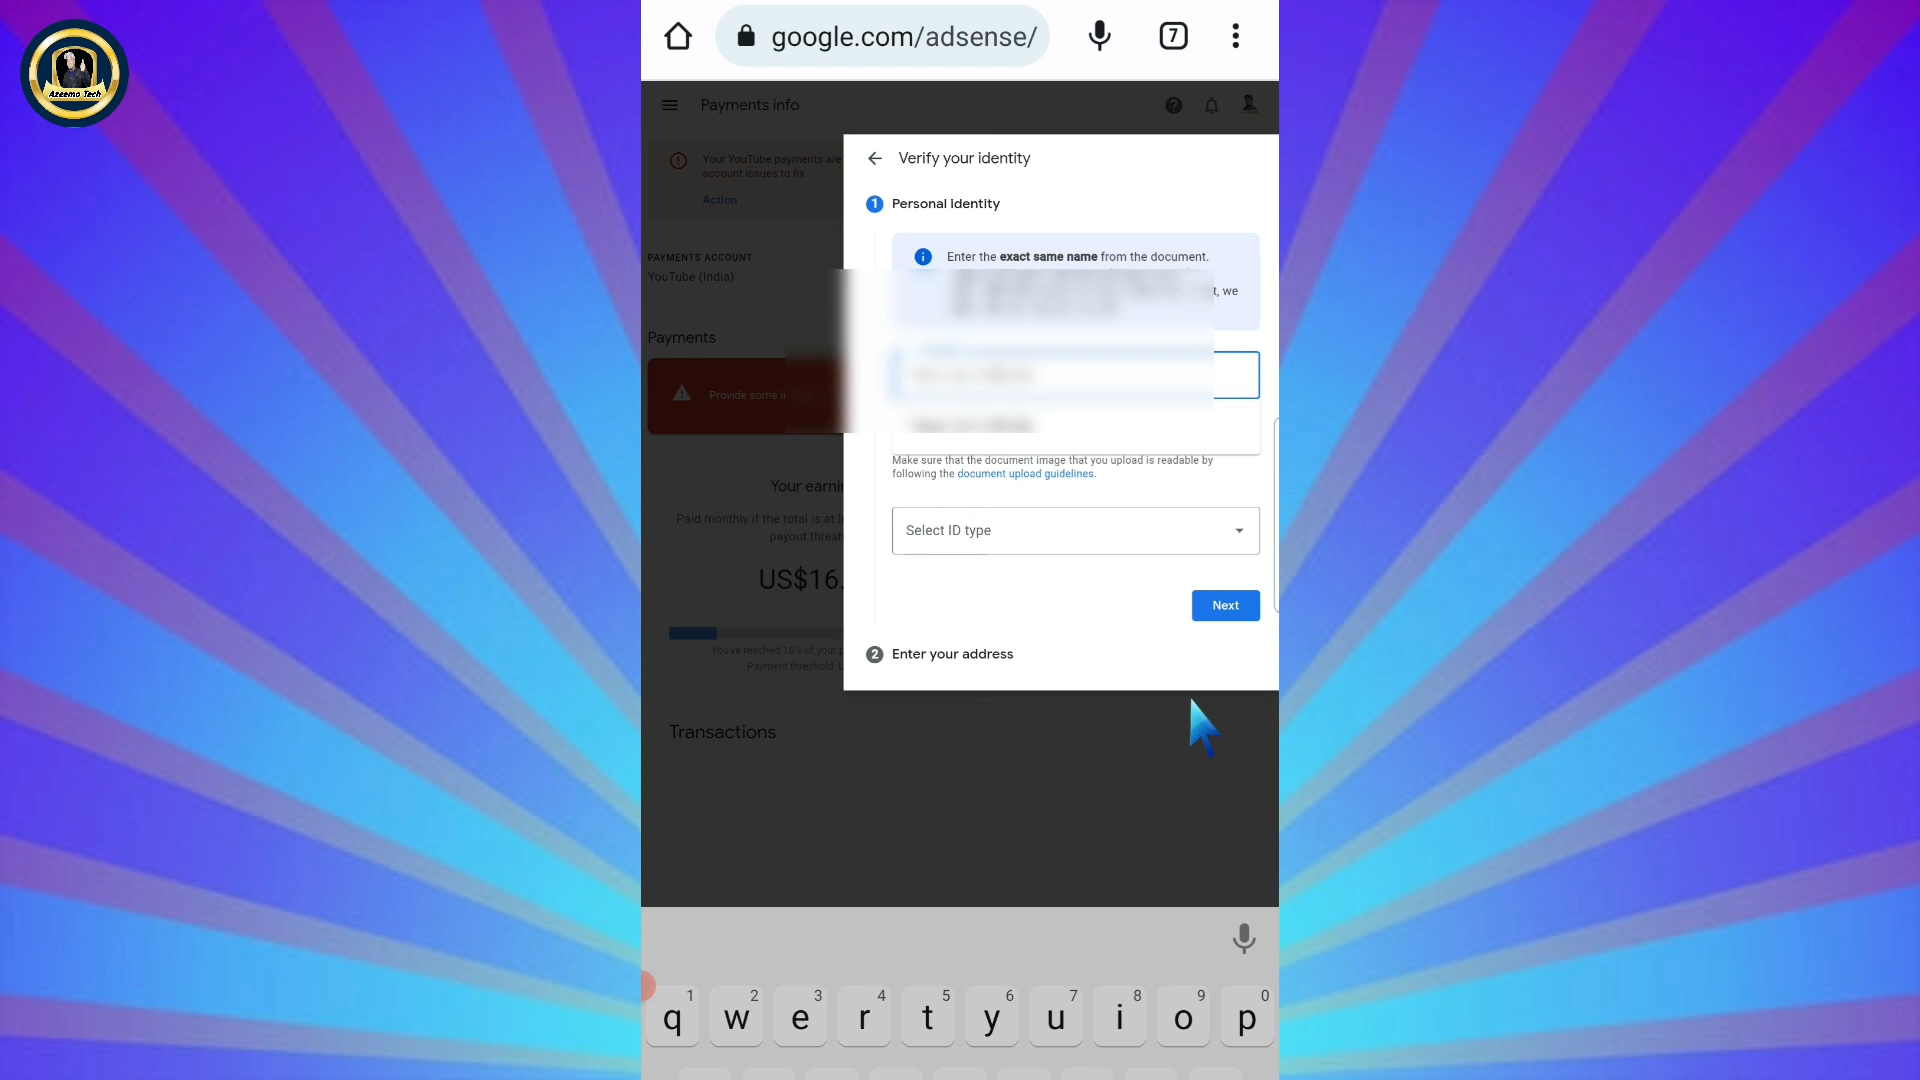 Azeemo Tech
google.com/adsense/
7
Payments info
Your YouTube payments are
account issues to fix
Action
PAYMENTS ACCOUNT
YouTube (India)
Payments
Provide some
Your
Paid monthly if the total is at
payout
US$16.
You've reached 16% of your
Payment threshold:
Transactions
Verify your identity
1 Personal Identity
Enter the exact same name from the document.
we
Make sure that the document image that you upload is readable by
following the document upload guidelines.
Select ID type
Next
2 Enter your address
1 2 3 4 5 6 7 8 9 0
q w e r t y u i o p